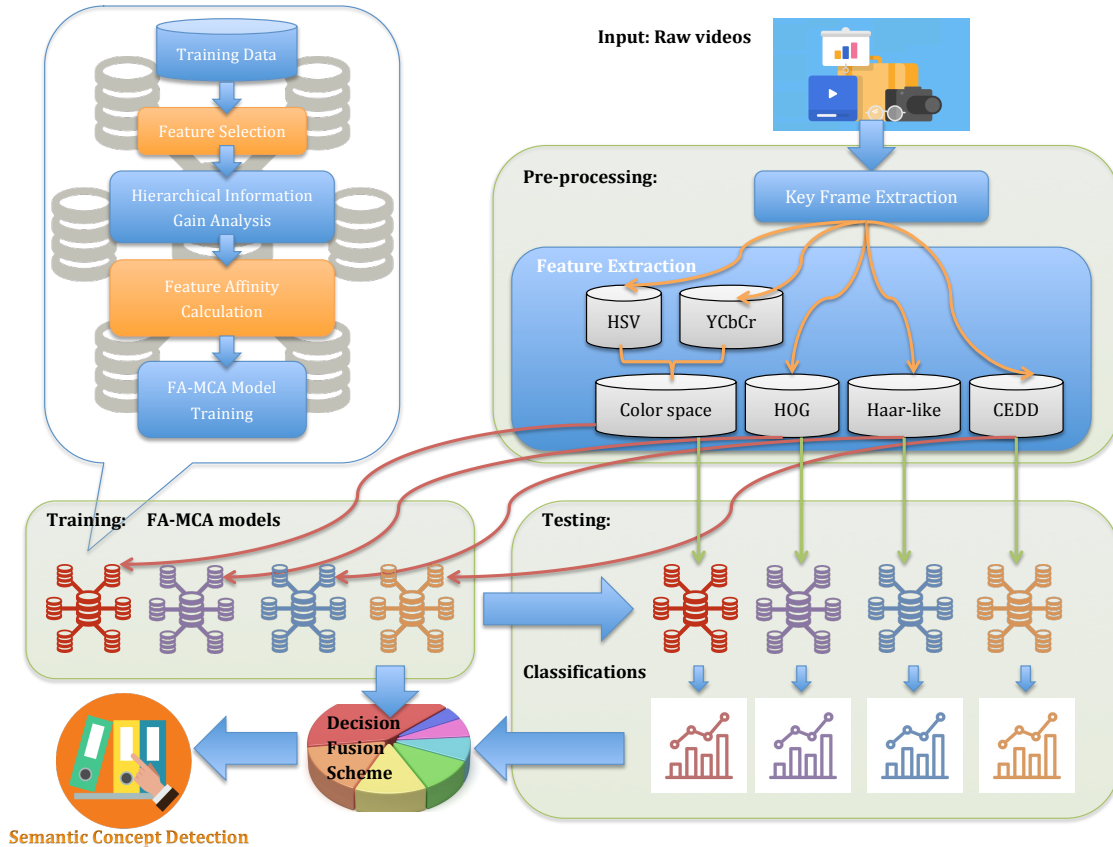 Training Data
Feature Selection
Hierarchical Information
Gain Analysis
Feature Affinity
Calculation
FA-MCA Model
Training
Input: Raw videos
Pre-processing:
Key Frame Extraction
Feature Extraction
HSV
YCbCr
Color space
HOG
Haar-like
CEDD
Training: FA-MCA models
Testing:
Classifications
Decision
Fusion
Scheme
Semantic Concept Detection